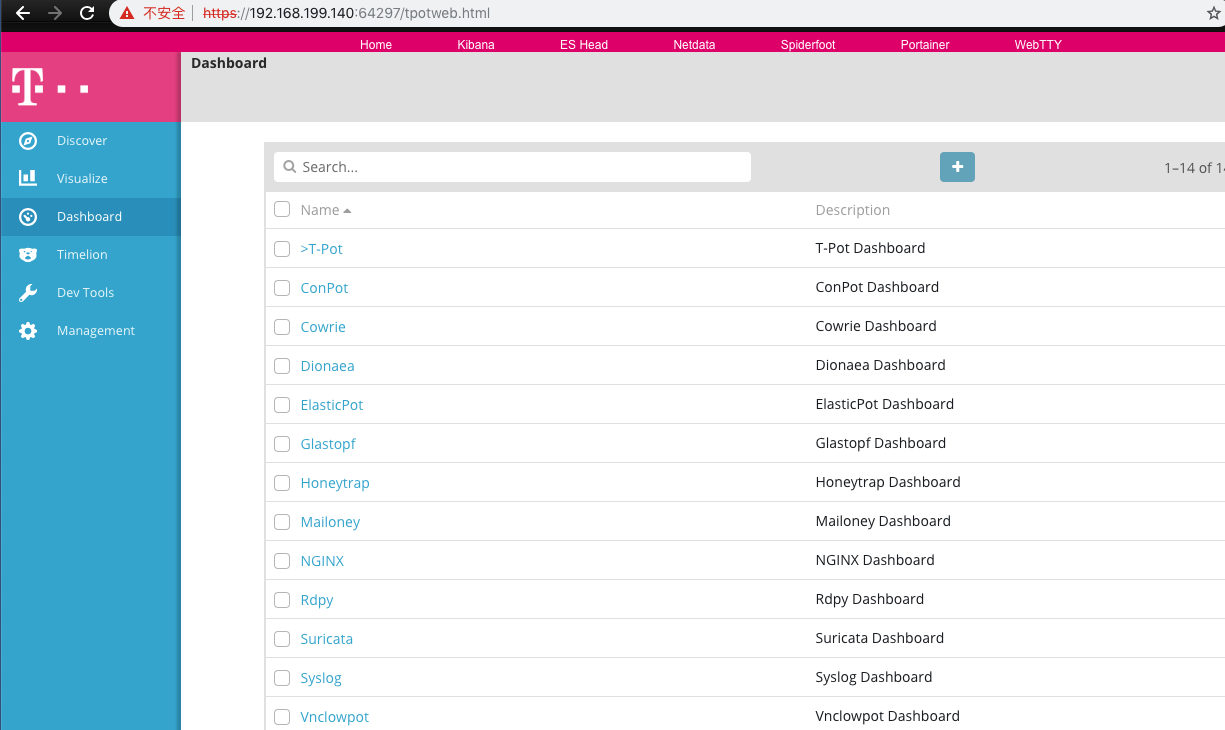 不安全 https://192.168.199.140:64297/tpotweb.html
Home Kibana ES Head Netdata Spiderfoot Portainer WebTTY
T
Dashboard
Discover
Visualize
Dashboard
Timelion
Dev Tools
Management
Search...
+
1–14 of 14
Name Description
>T-Pot T-Pot Dashboard
ConPot ConPot Dashboard
Cowrie Cowrie Dashboard
Dionaea Dionaea Dashboard
ElasticPot ElasticPot Dashboard
Glastopf Glastopf Dashboard
Honeytrap Honeytrap Dashboard
Mailoney Mailoney Dashboard
NGINX NGINX Dashboard
Rdpy Rdpy Dashboard
Suricata Suricata Dashboard
Syslog Syslog Dashboard
Vnclowpot Vnclowpot Dashboard